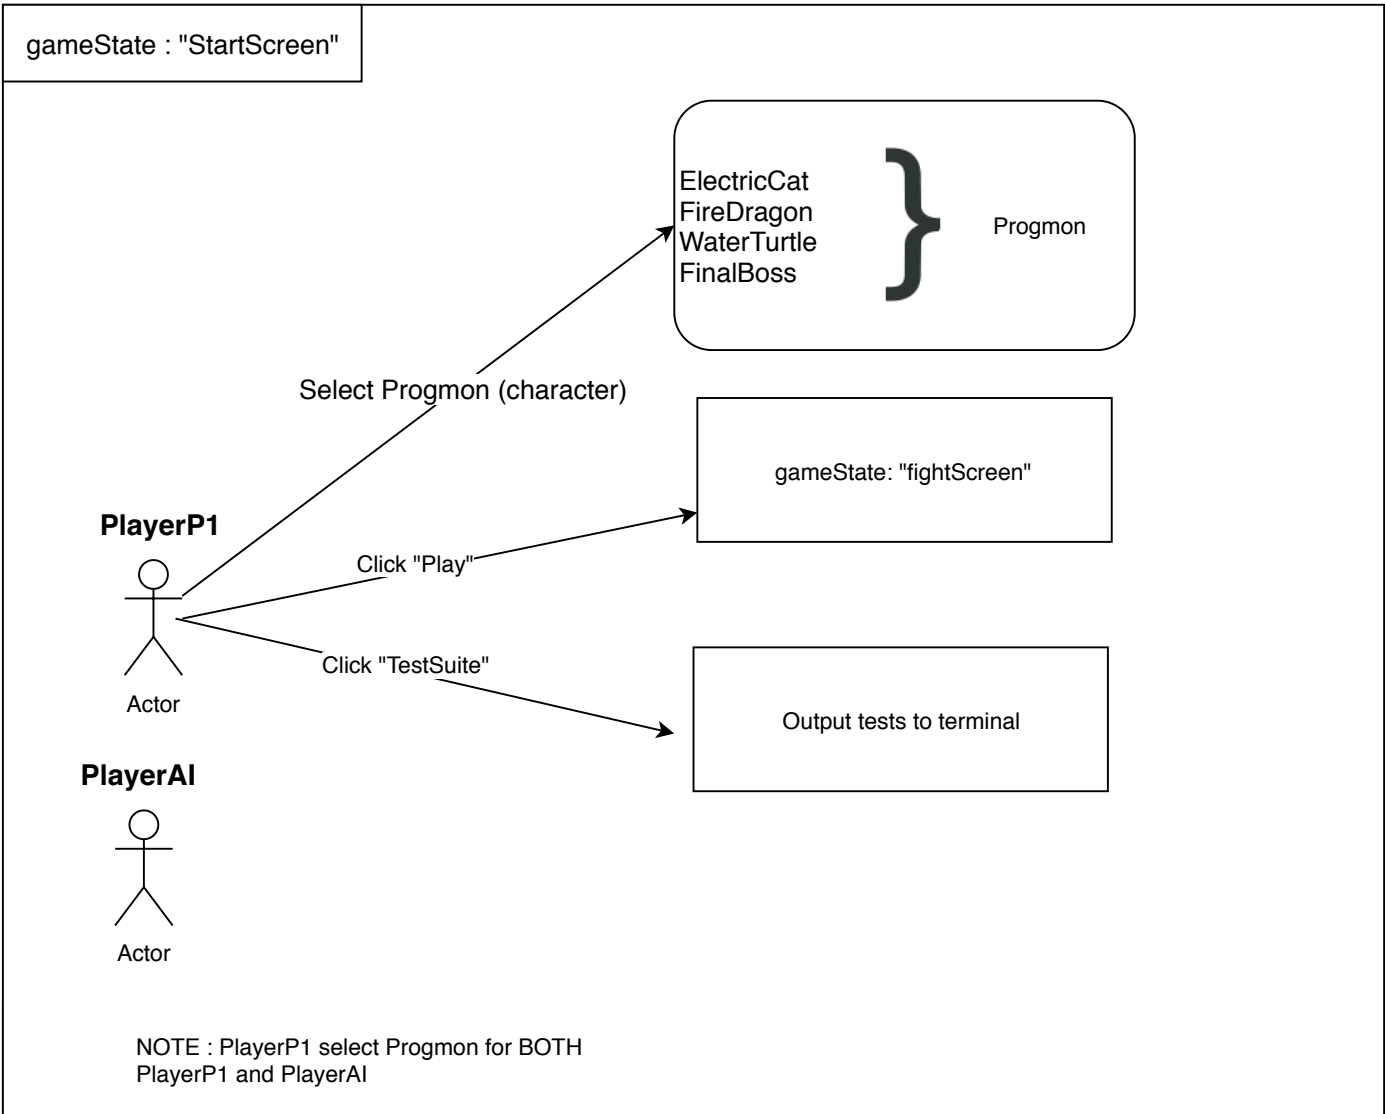 gameState : "StartScreen"
ElectricCat
FireDragon
WaterTurtle
FinalBoss
}
Progmon
Select Progmon (character)
gameState: "fightScreen"
PlayerP1
Click "Play"
Click "TestSuite"
Actor
Output tests to terminal
PlayerAI
Actor
NOTE : PlayerP1 select Progmon for BOTH
PlayerP1 and PlayerAI